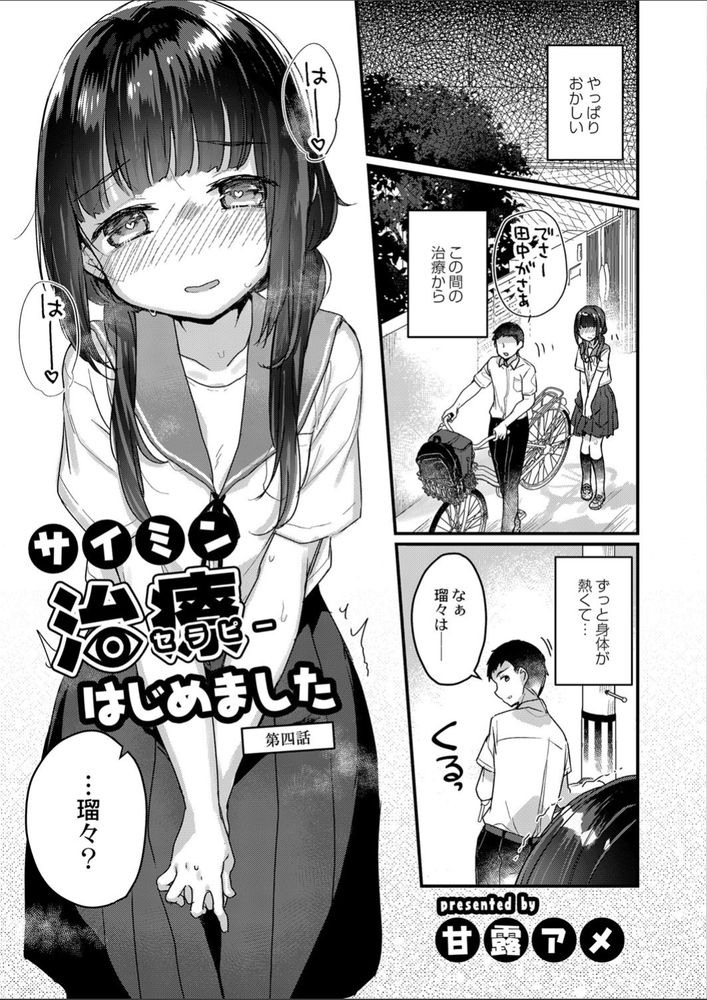 やっぱり
おかしい
この間の
治療から
でさー
田中がさぁ
ずっと身体が
熱くて…
なぁ
瑠々は――
くるっ
はー♡
はー♡
サイミン
治療
セラピー
はじめました
第四話
…瑠々?
presented by
甘露アメ